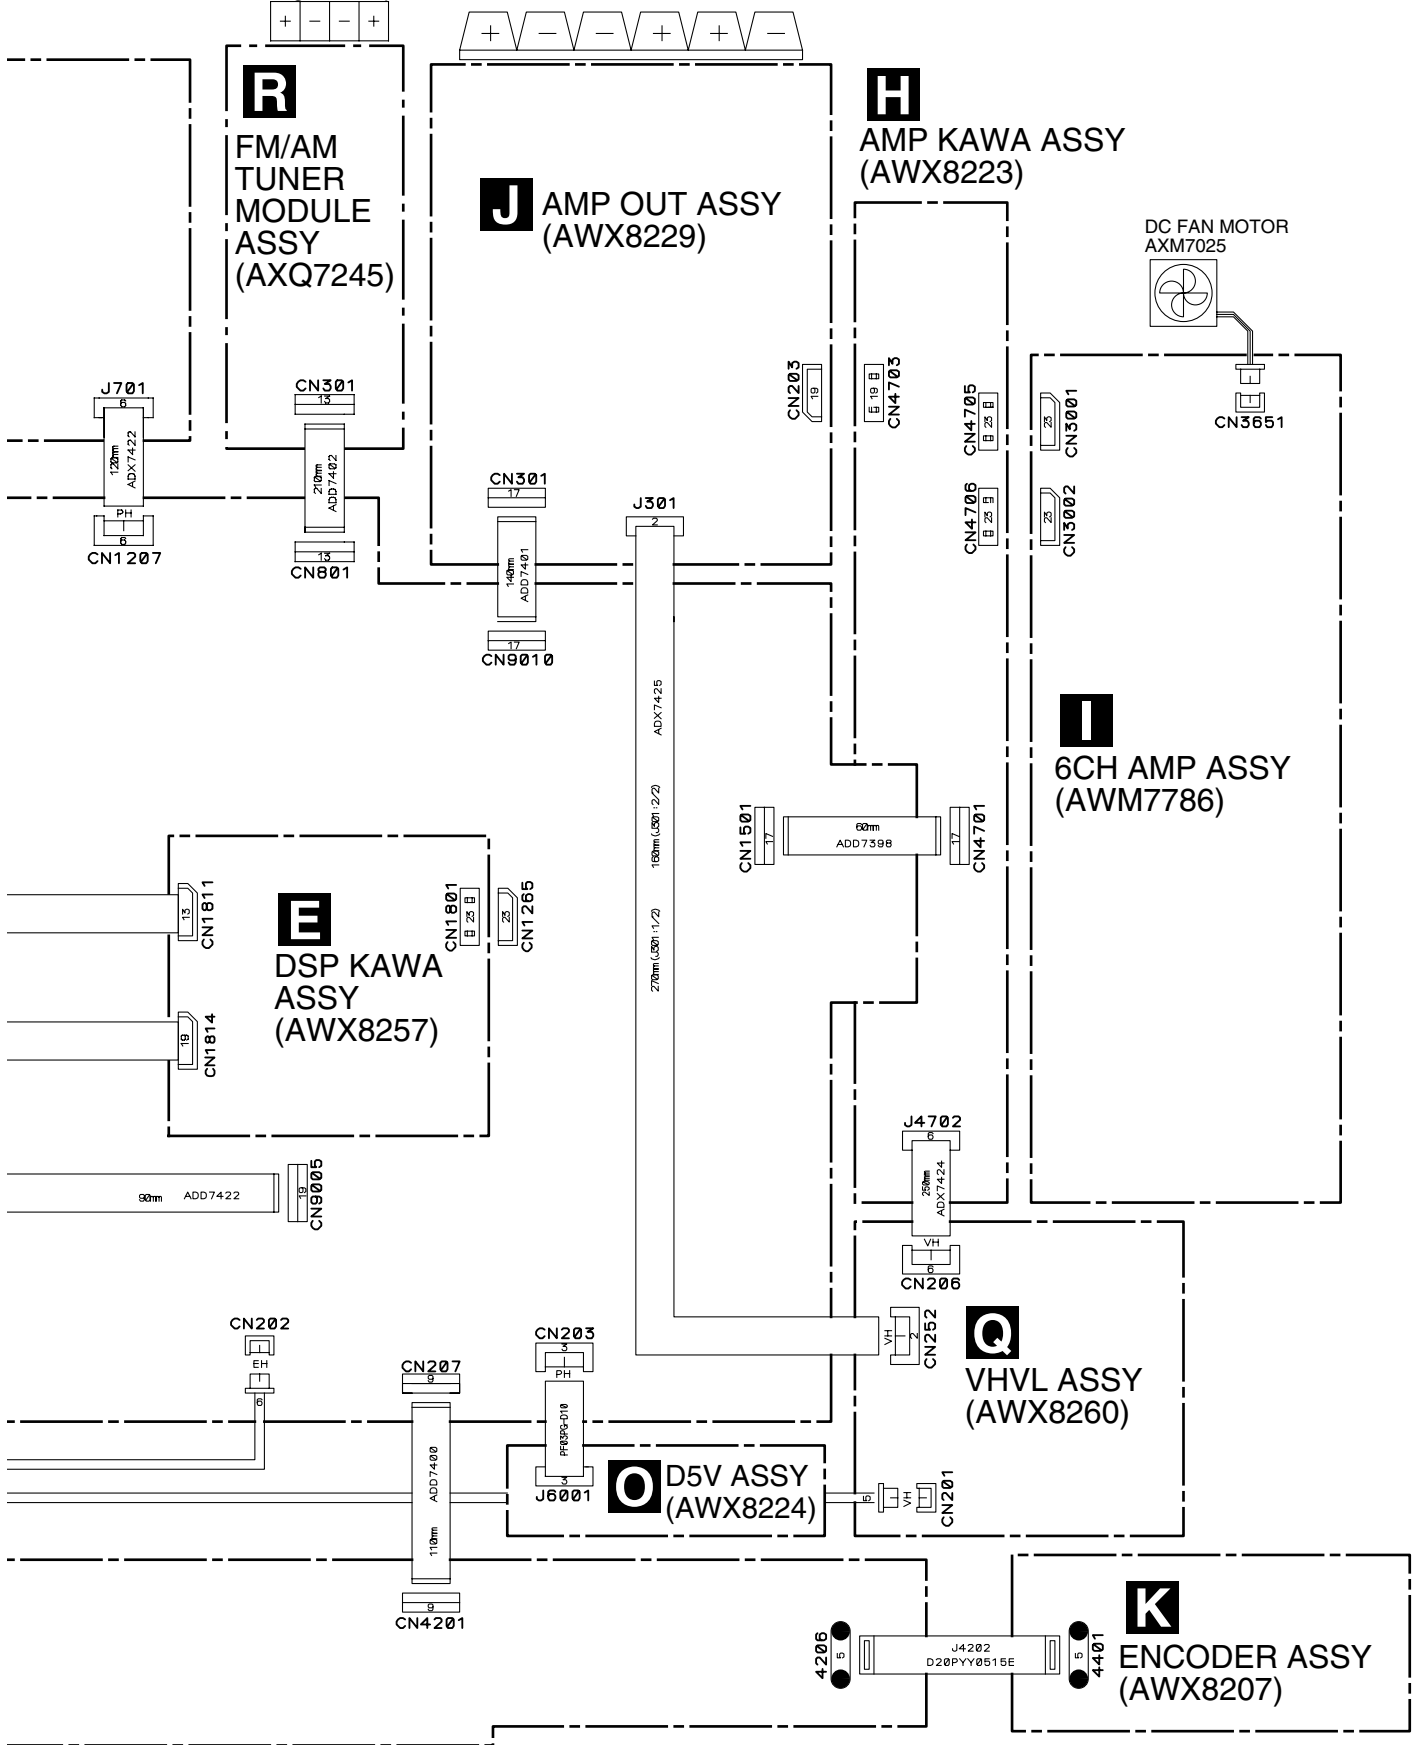 + − − +
+ − − + + −
R
FM/AM
TUNER
MODULE
ASSY
(AXQ7245)
J
AMP OUT ASSY
(AWX8229)
H
AMP KAWA ASSY
(AWX8223)
DC FAN MOTOR
AXM7025
J701
6
120mm
ADX7422
PH
6
CN1207
CN301
13
210mm
ADD7402
13
CN801
CN203
19
CN4703
19
CN4705
23
CN3001
23
CN3651
CN4706
23
CN3002
23
CN301
17
140mm
ADD7401
17
CN9010
J301
2
ADX7425
160mm(J301:2/2)
270mm(J301:1/2)
I
6CH AMP ASSY
(AWM7786)
CN1501
17
60mm
ADD7398
17
CN4701
13
CN1811
E
DSP KAWA
ASSY
(AWX8257)
CN1801
23
CN1265
23
19
CN1814
90mm ADD7422
19
CN9005
J4702
6
250mm
ADX7424
VH
6
CN206
CN202
EH
6
CN207
9
ADD7400
110mm
9
CN4201
CN203
3
PH
PF03PG-D10
3
J6001
VH
2
CN252
Q
VHVL ASSY
(AWX8260)
O
D5V ASSY
(AWX8224)
5
VH
CN201
4206
5
J4202
D20PYY0515E
5
4401
K
ENCODER ASSY
(AWX8207)